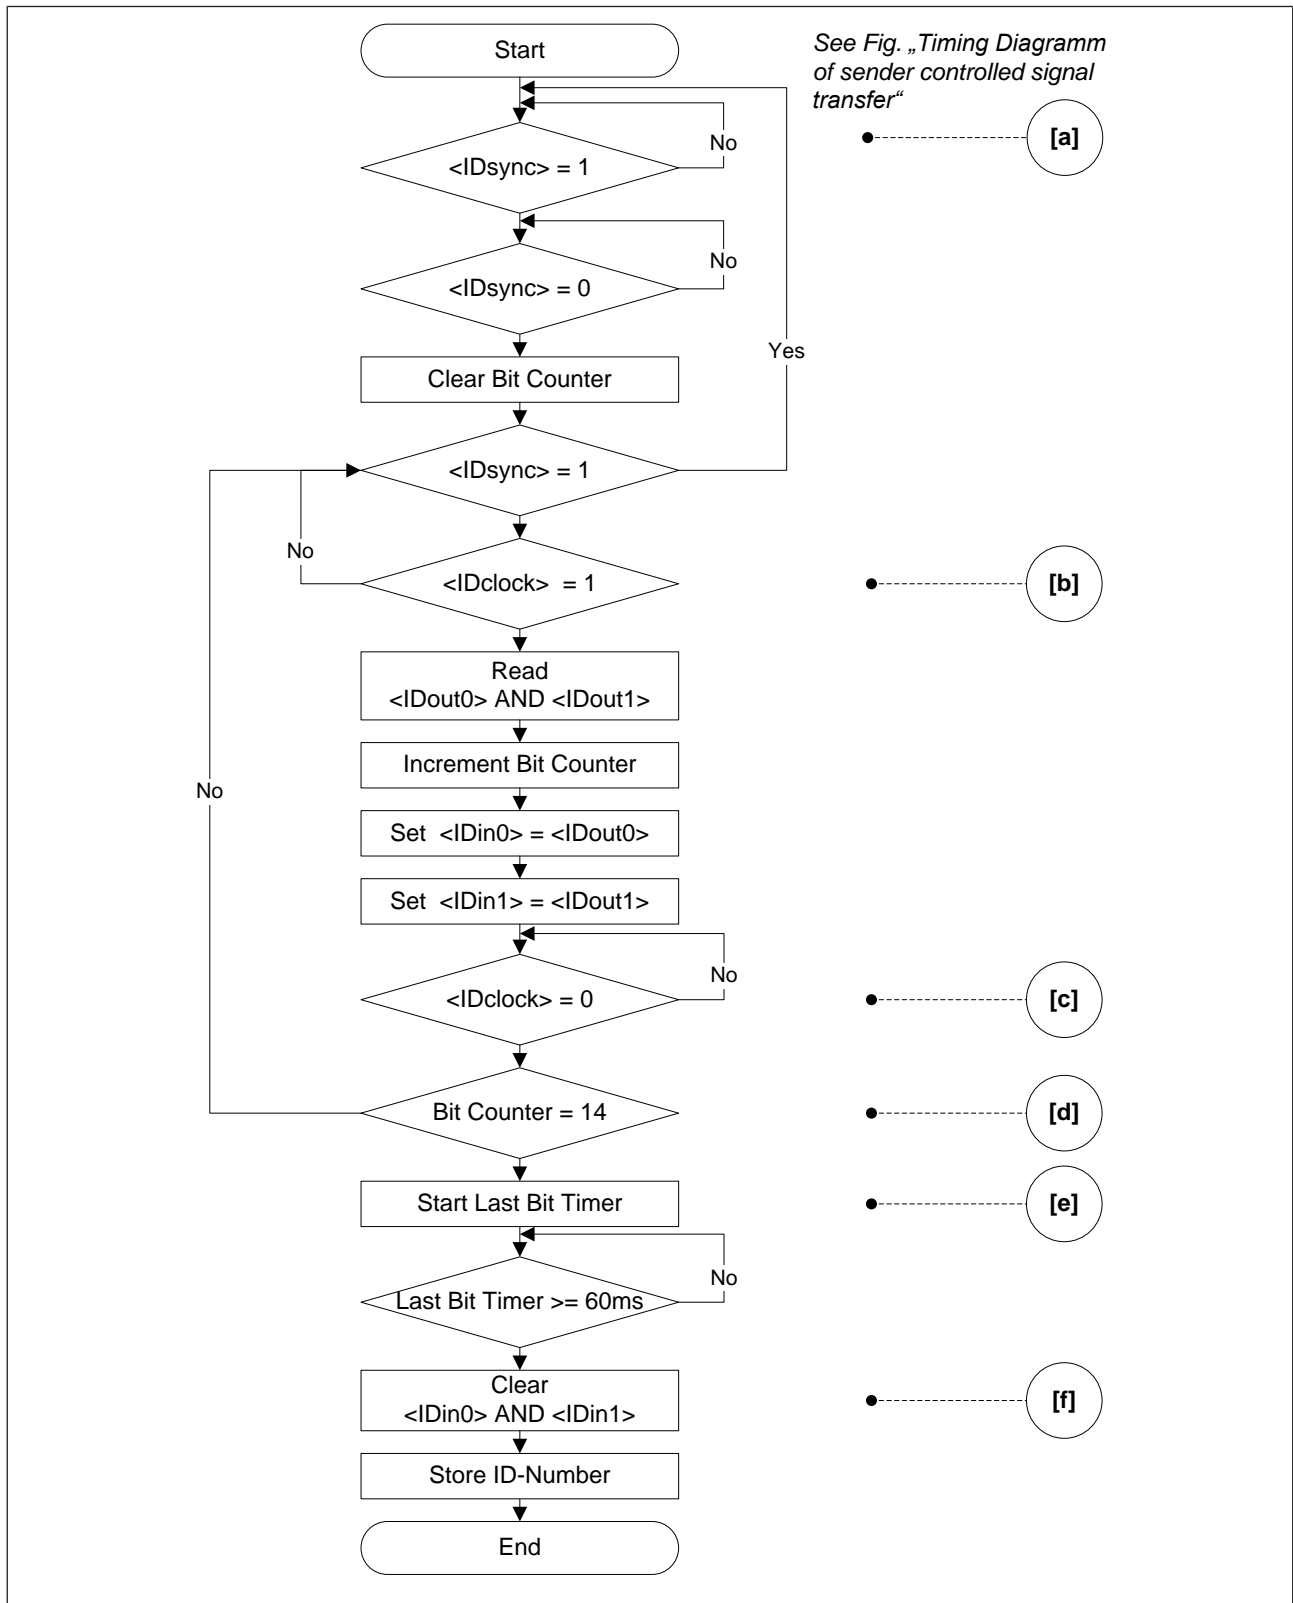 Start
See Fig. „Timing Diagramm
of sender controlled signal
transfer“
[a]
No
<IDsync> = 1
No
<IDsync> = 0
Yes
Clear Bit Counter
<IDsync> = 1
No
<IDclock>  = 1
[b]
Read
<IDout0> AND <IDout1>
Increment Bit Counter
No
Set  <IDin0> = <IDout0>
Set  <IDin1> = <IDout1>
No
<IDclock> = 0
[c]
Bit Counter = 14
[d]
Start Last Bit Timer
[e]
No
Last Bit Timer >= 60ms
Clear
<IDin0> AND <IDin1>
[f]
Store ID-Number
End